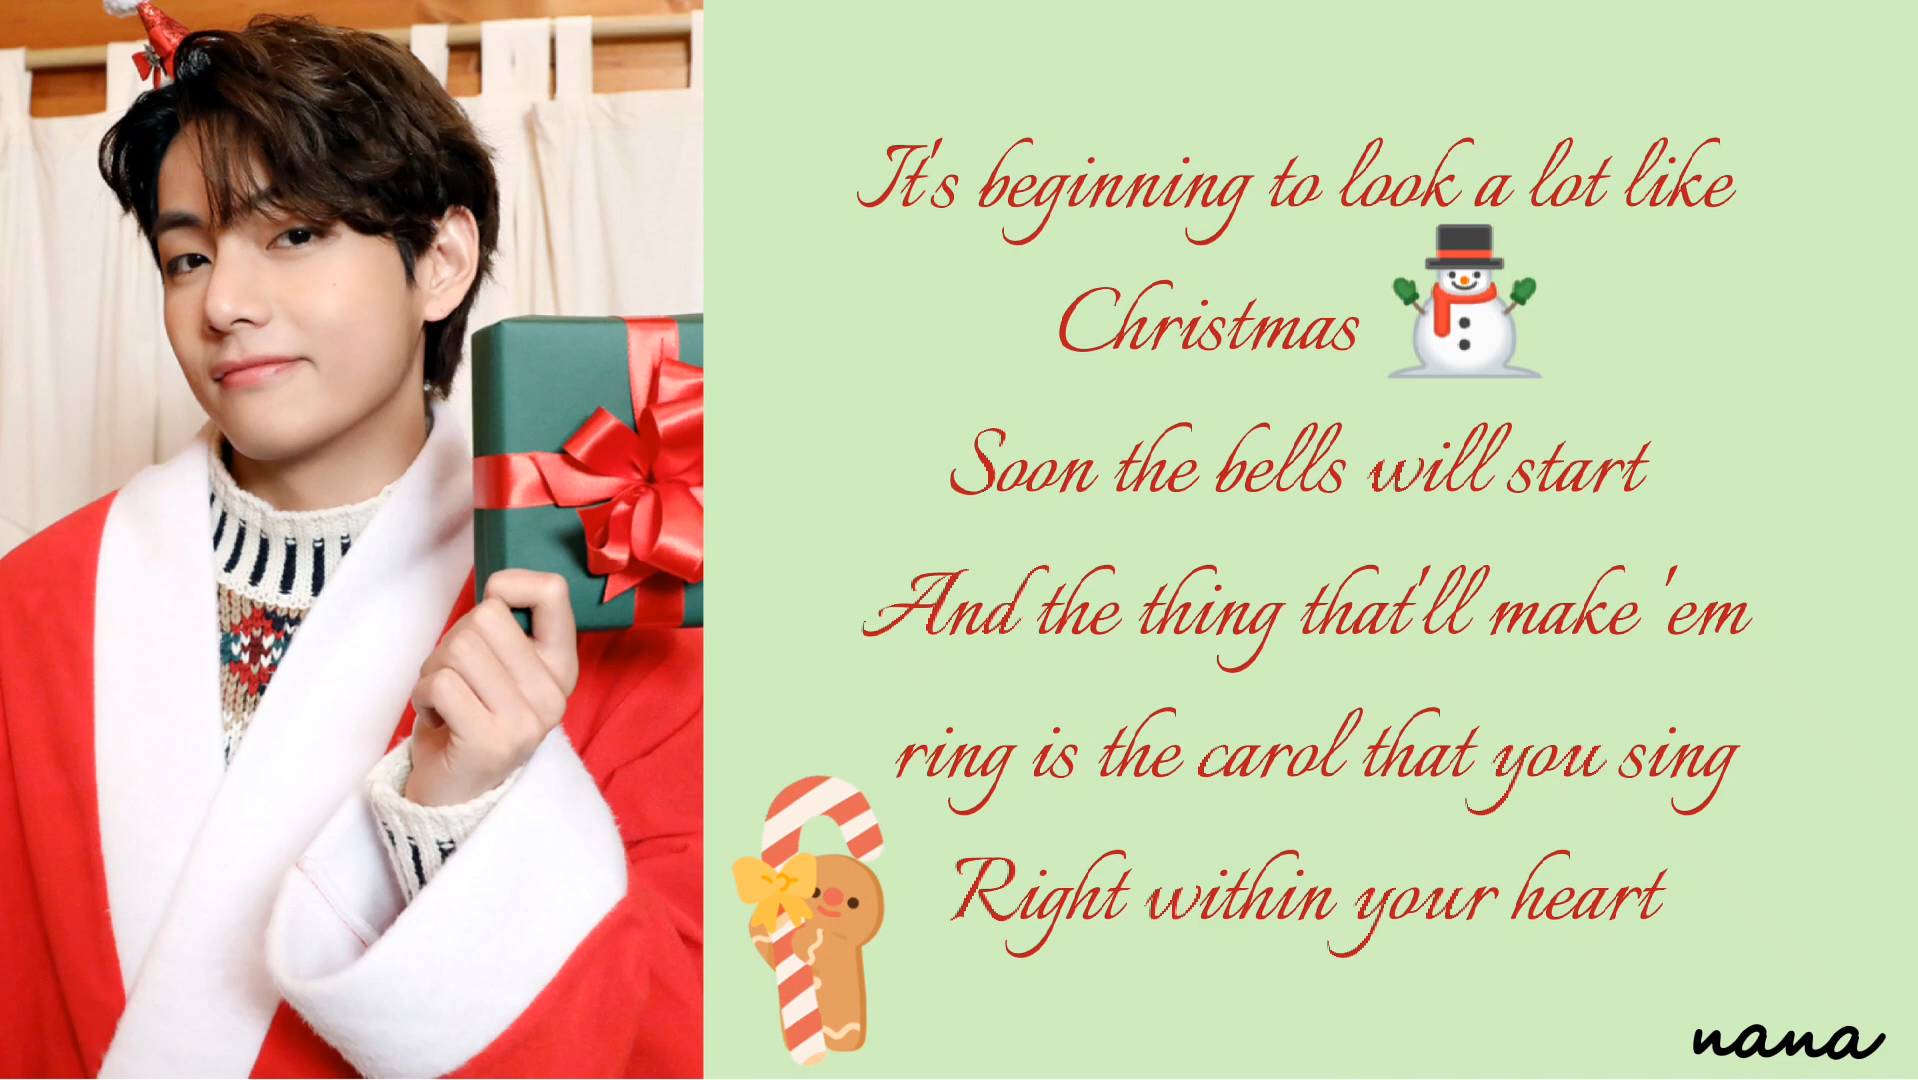 It's beginning to look a lot like
Christmas
Soon the bells will start
And the thing that'll make 'em
ring is the carol that you sing
Right within your heart
nana